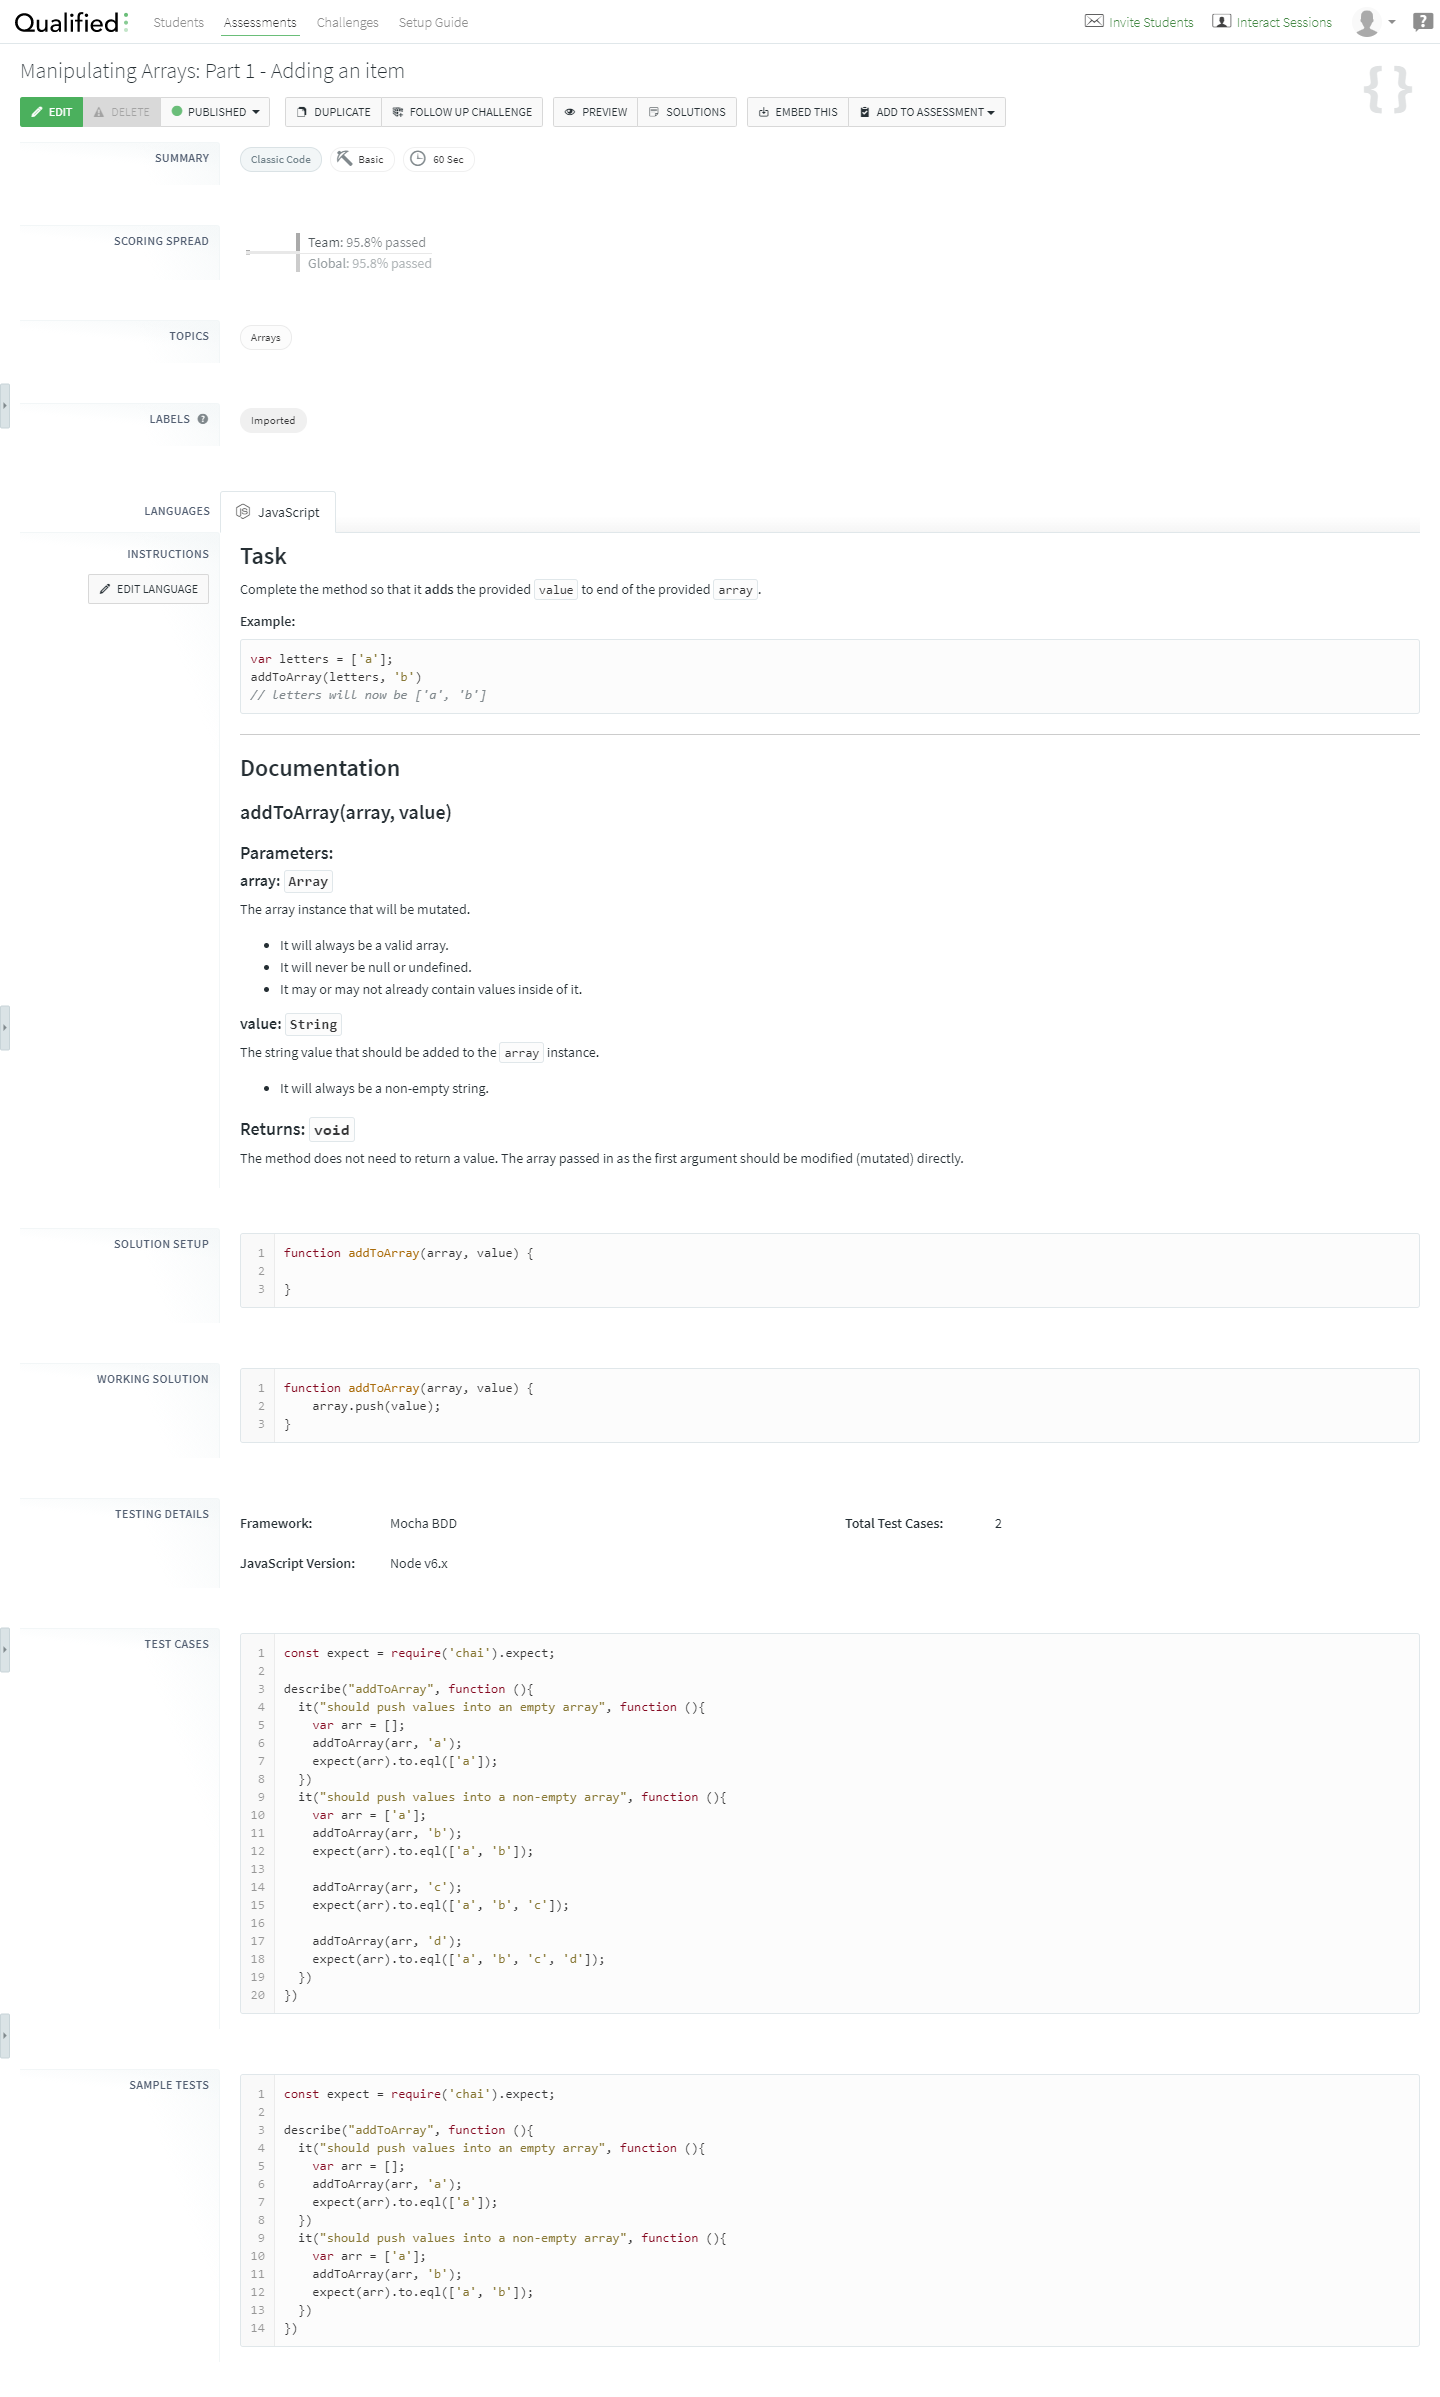 Qualified Students Assessments Challenges Setup Guide Invite Students Interact Sessions
Manipulating Arrays: Part 1 - Adding an item
EDIT DELETE PUBLISHED DUPLICATE FOLLOW UP CHALLENGE PREVIEW SOLUTIONS EMBED THIS ADD TO ASSESSMENT
SUMMARY Classic Code Basic 60 Sec
SCORING SPREAD Team: 95.8% passed
Global: 95.8% passed
TOPICS Arrays
LABELS ? Imported
LANGUAGES JavaScript
INSTRUCTIONS
EDIT LANGUAGE
Task
Complete the method so that it adds the provided value to end of the provided array.
Example:
var letters = ['a'];
addToArray(letters, 'b')
// letters will now be ['a', 'b']
Documentation
addToArray(array, value)
Parameters:
array: Array
The array instance that will be mutated.
• It will always be a valid array.
• It will never be null or undefined.
• It may or may not already contain values inside of it.
value: String
The string value that should be added to the array instance.
• It will always be a non-empty string.
Returns: void
The method does not need to return a value. The array passed in as the first argument should be modified (mutated) directly.
SOLUTION SETUP
1 function addToArray(array, value) {
2
3 }
WORKING SOLUTION
1 function addToArray(array, value) {
2     array.push(value);
3 }
TESTING DETAILS
Framework: Mocha BDD Total Test Cases: 2
JavaScript Version: Node v6.x
TEST CASES
1 const expect = require('chai').expect;
2
3 describe("addToArray", function (){
4   it("should push values into an empty array", function (){
5     var arr = [];
6     addToArray(arr, 'a');
7     expect(arr).to.eql(['a']);
8   })
9   it("should push values into a non-empty array", function (){
10     var arr = ['a'];
11     addToArray(arr, 'b');
12     expect(arr).to.eql(['a', 'b']);
13
14     addToArray(arr, 'c');
15     expect(arr).to.eql(['a', 'b', 'c']);
16
17     addToArray(arr, 'd');
18     expect(arr).to.eql(['a', 'b', 'c', 'd']);
19   })
20 })
SAMPLE TESTS
1 const expect = require('chai').expect;
2
3 describe("addToArray", function (){
4   it("should push values into an empty array", function (){
5     var arr = [];
6     addToArray(arr, 'a');
7     expect(arr).to.eql(['a']);
8   })
9   it("should push values into a non-empty array", function (){
10     var arr = ['a'];
11     addToArray(arr, 'b');
12     expect(arr).to.eql(['a', 'b']);
13   })
14 })